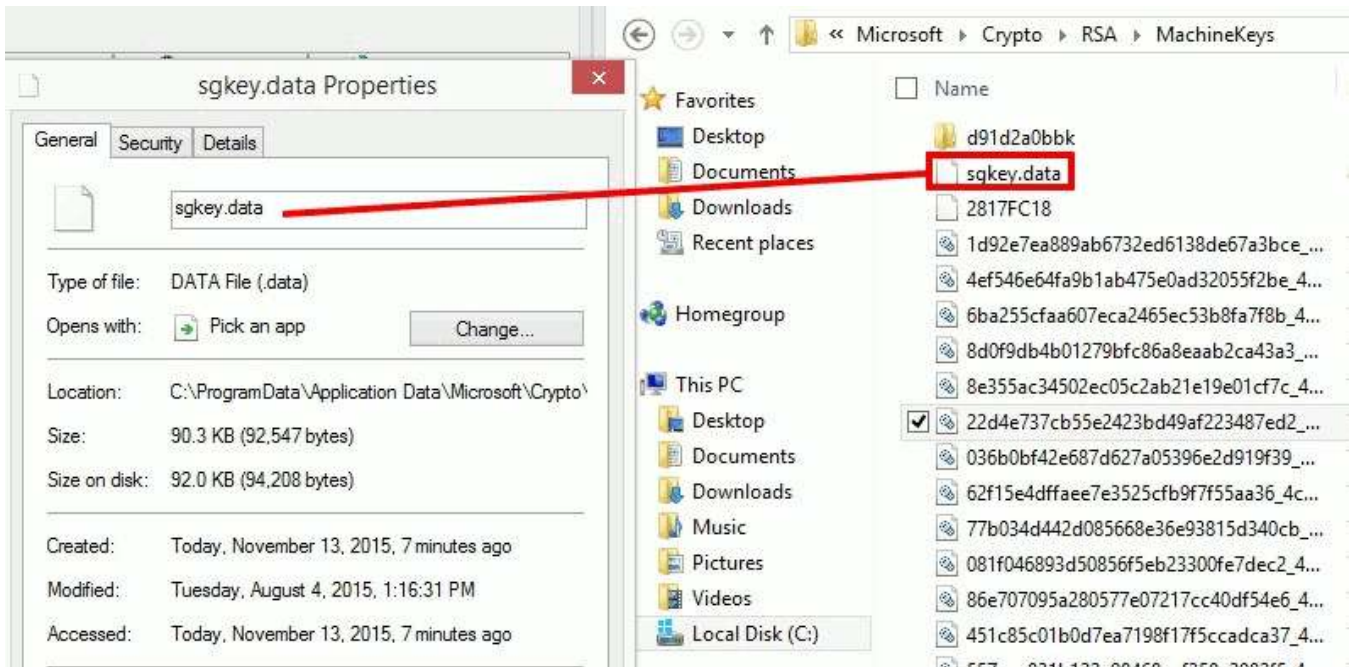 « Microsoft Crypto RSA MachineKeys
sgkey.data Properties
General Security Details
sgkey.data
Type of file: DATA File (.data)
Opens with: Pick an app Change...
Location: C:\ProgramData\Application Data\Microsoft\Crypto\
Size: 90.3 KB (92,547 bytes)
Size on disk: 92.0 KB (94,208 bytes)
Created: Today, November 13, 2015, 7 minutes ago
Modified: Tuesday, August 4, 2015, 1:16:31 PM
Accessed: Today, November 13, 2015, 7 minutes ago
Favorites
Desktop
Documents
Downloads
Recent places
Homegroup
This PC
Desktop
Documents
Downloads
Music
Pictures
Videos
Local Disk (C:)
Name
d91d2a0bbk
sgkey.data
2817FC18
1d92e7ea889ab6732ed6138de67a3bce_...
4ef546e64fa9b1ab475e0ad32055f2be_4...
6ba255cfaa607eca2465ec53b8fa7f8b_4...
8d0f9db4b01279bfc86a8eaab2ca43a3_...
8e355ac34502ec05c2ab21e19e01cf7c_4...
22d4e737cb55e2423bd49af223487ed2_...
036b0bf42e687d627a05396e2d919f39_...
62f15e4dffaee7e3525cfb9f7f55aa36_4c...
77b034d442d085668e36e93815d340cb_...
081f046893d50856f5eb23300fe7dec2_4...
86e707095a280577e07217cc40df54e6_4...
451c85c01b0d7ea7198f17f5ccadca37_4...